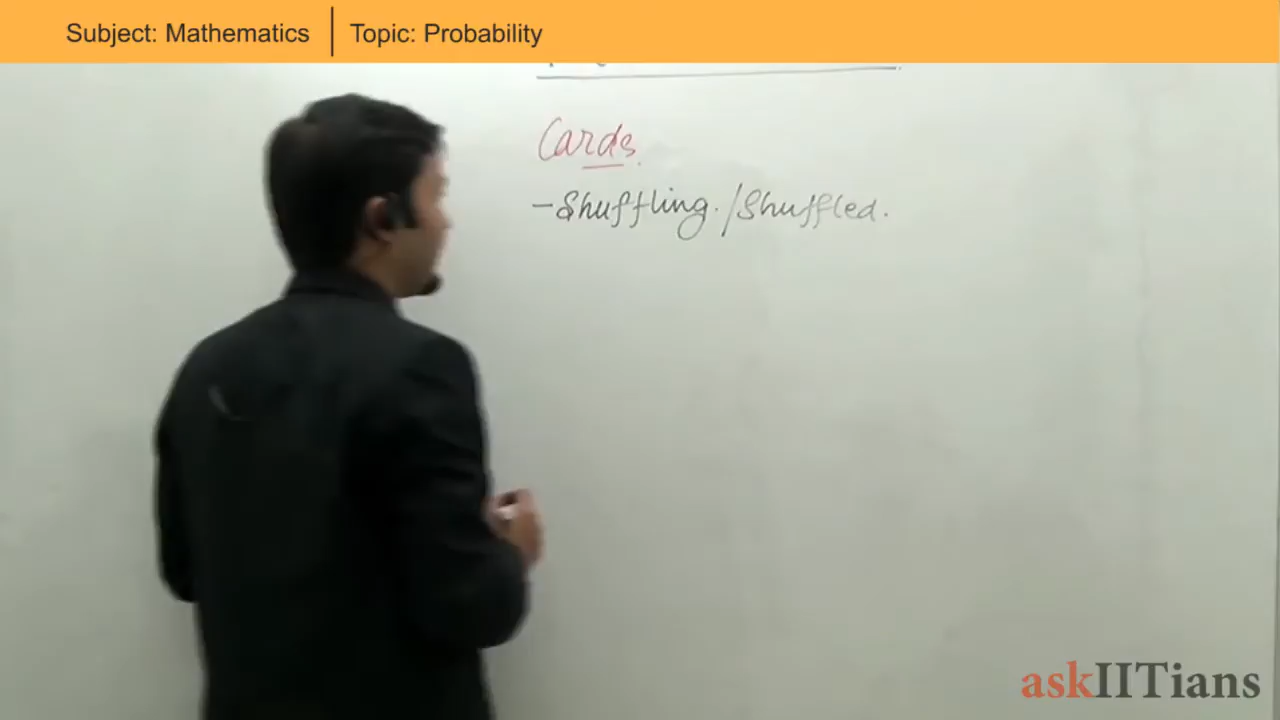 Subject: Mathematics | Topic: Probability
Cards.
-Shuffling./Shuffled.
askIITians